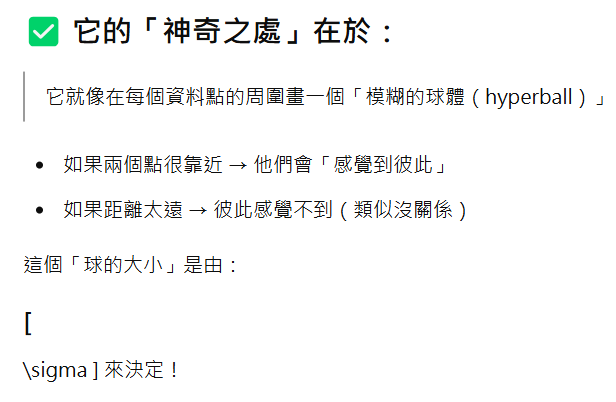 ✅ 它的「神奇之處」在於：
它就像在每個資料點的周圍畫一個「模糊的球體（hyperball）」
• 如果兩個點很靠近 → 他們會「感覺到彼此」
• 如果距離太遠 → 彼此感覺不到（類似沒關係）
這個「球的大小」是由：
[
\sigma ] 來決定！